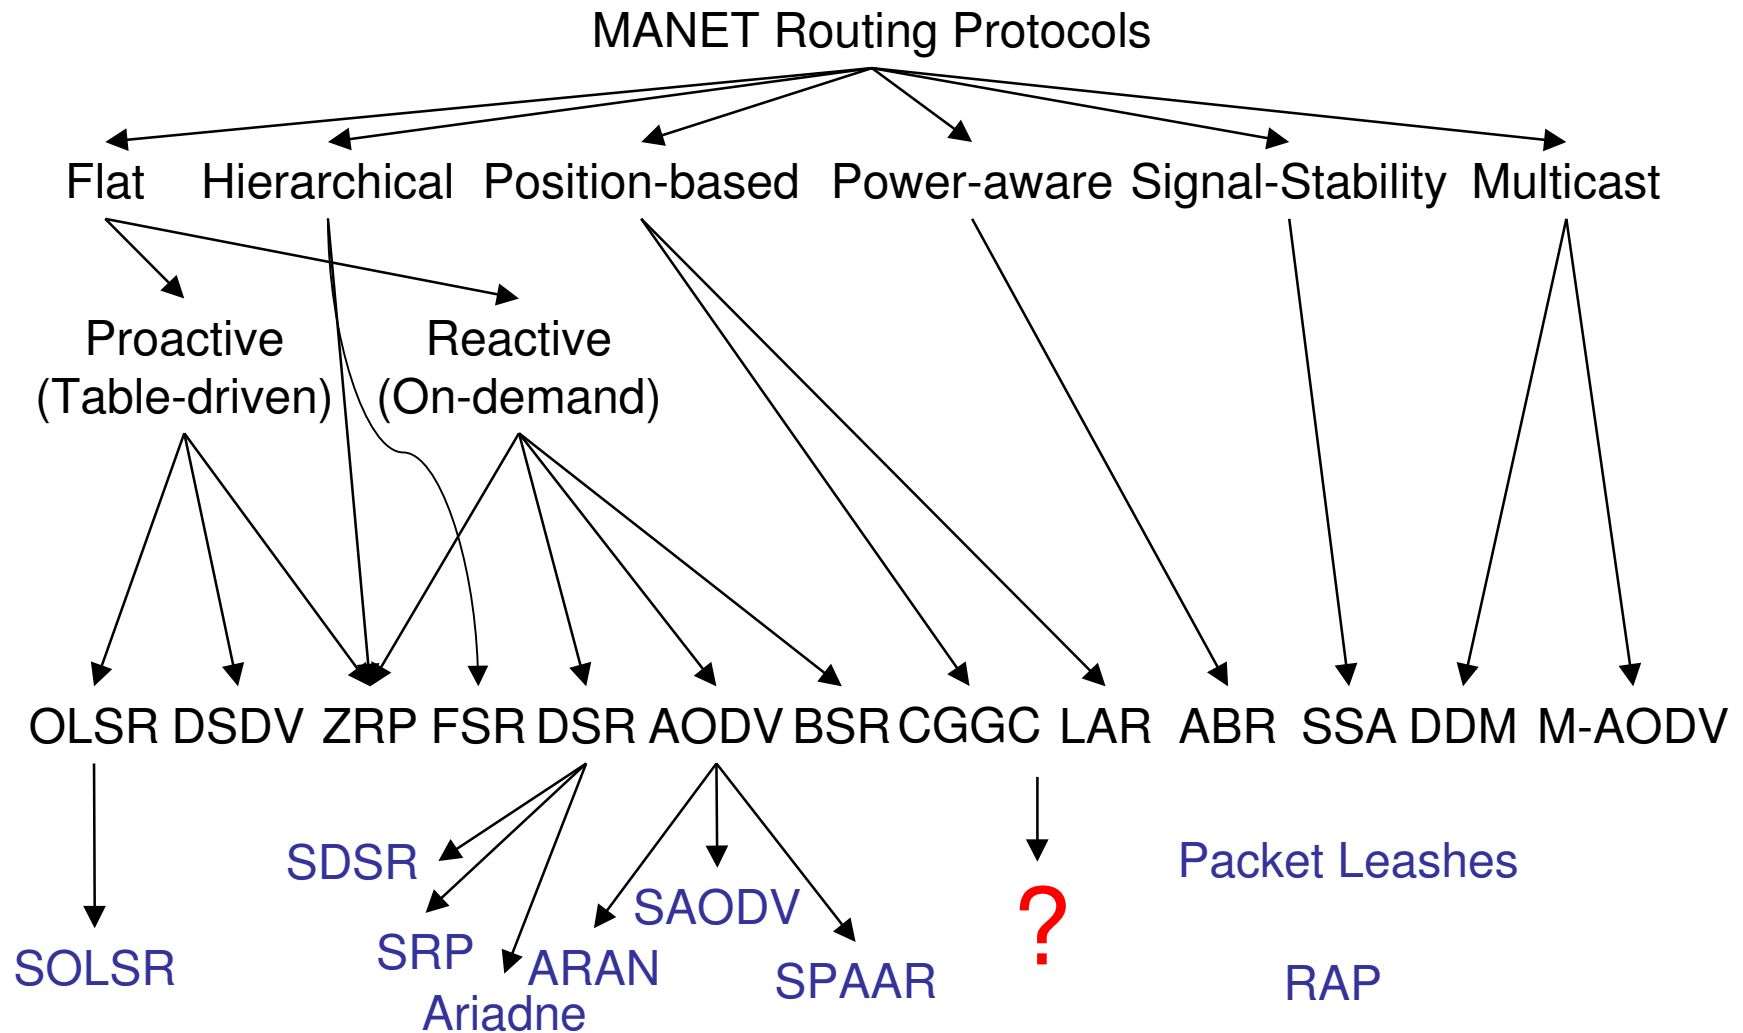 MANET Routing Protocols
Flat Hierarchical Position-based Power-aware Signal-Stability Multicast
Proactive Reactive
(Table-driven) (On-demand)
OLSR DSDV ZRP FSR DSR AODV BSR CGGC LAR ABR SSA DDM M-AODV
SDSR Packet Leashes
SAODV
?
SRP
SOLSR ARAN SPAAR RAP
Ariadne